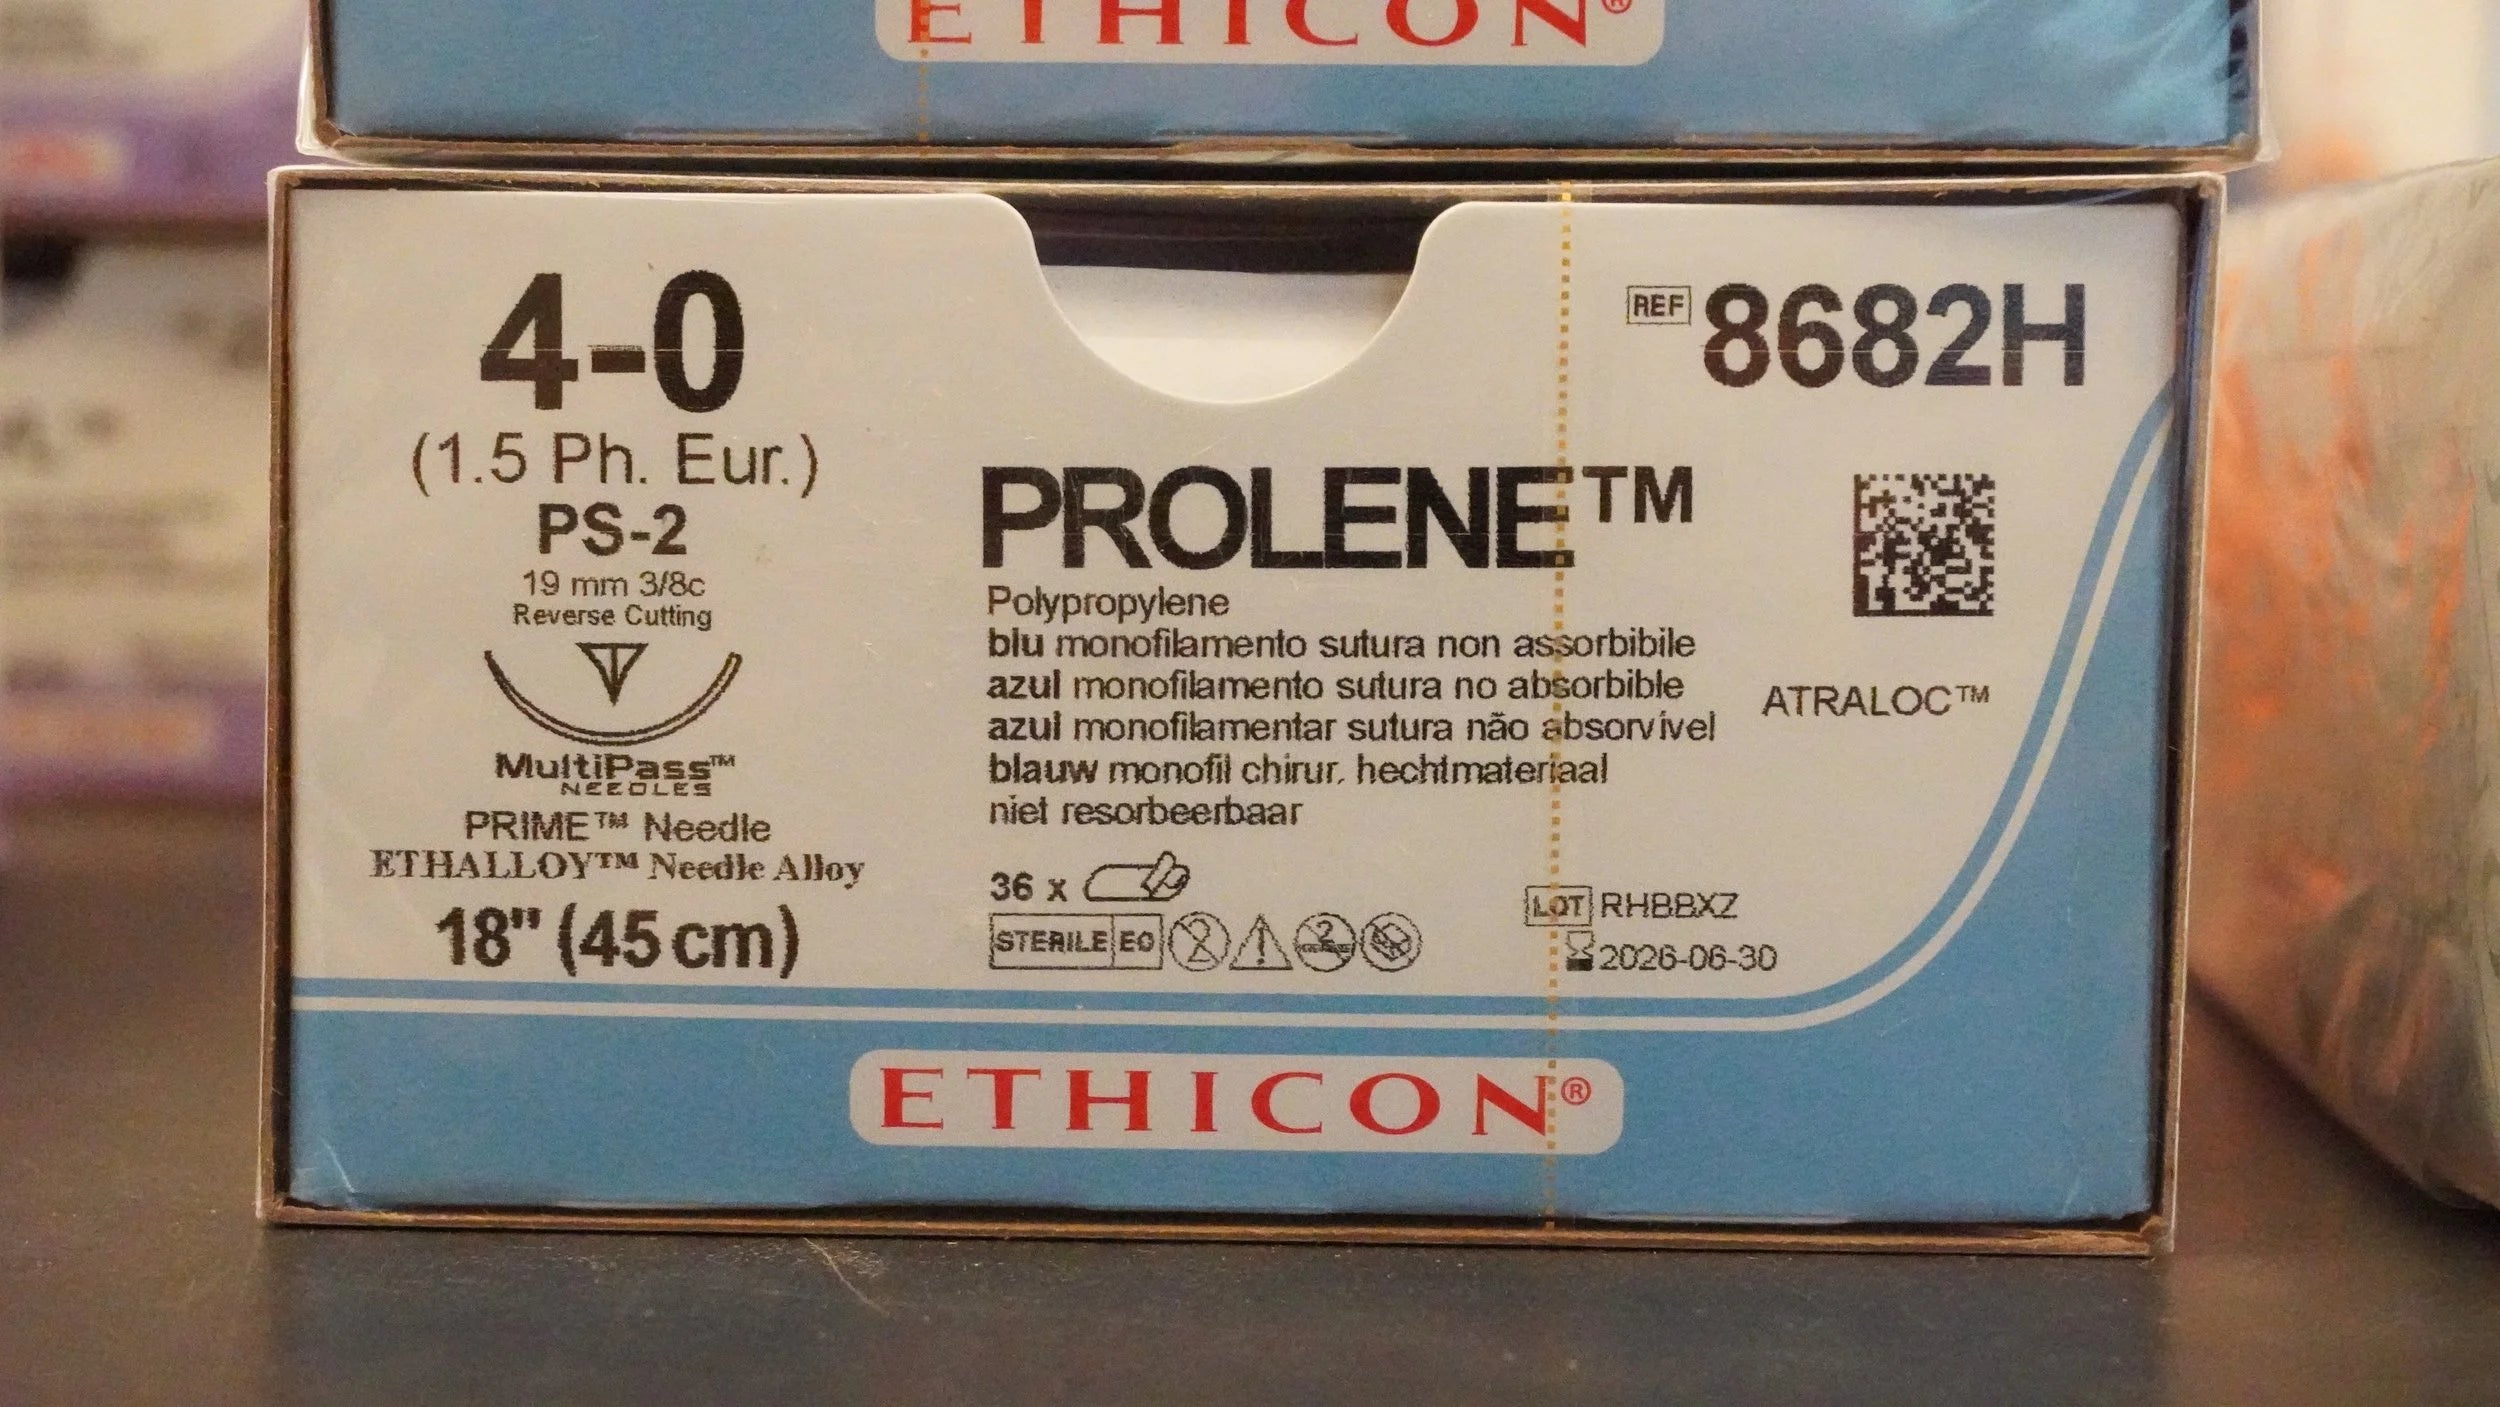 ETHICON®
4-0
(1.5 Ph. Eur.)
PS-2
19 mm 3/8c
Reverse Cutting
MultiPass™
NEEDLES
PRIME™ Needle
ETHALLOY™ Needle Alloy
18" (45 cm)
REF 8682H
PROLENE™
Polypropylene
blu monofilamento sutura non assorbibile
azul monofilamento sutura no absorbible
azul monofilamentar sutura não absorvível
blauw monofil chirur. hechtmateriaal
niet resorbeerbaar
ATRALOC™
36 x
STERILE EO 2 2
LOT RHBBXZ
2026-06-30
ETHICON®